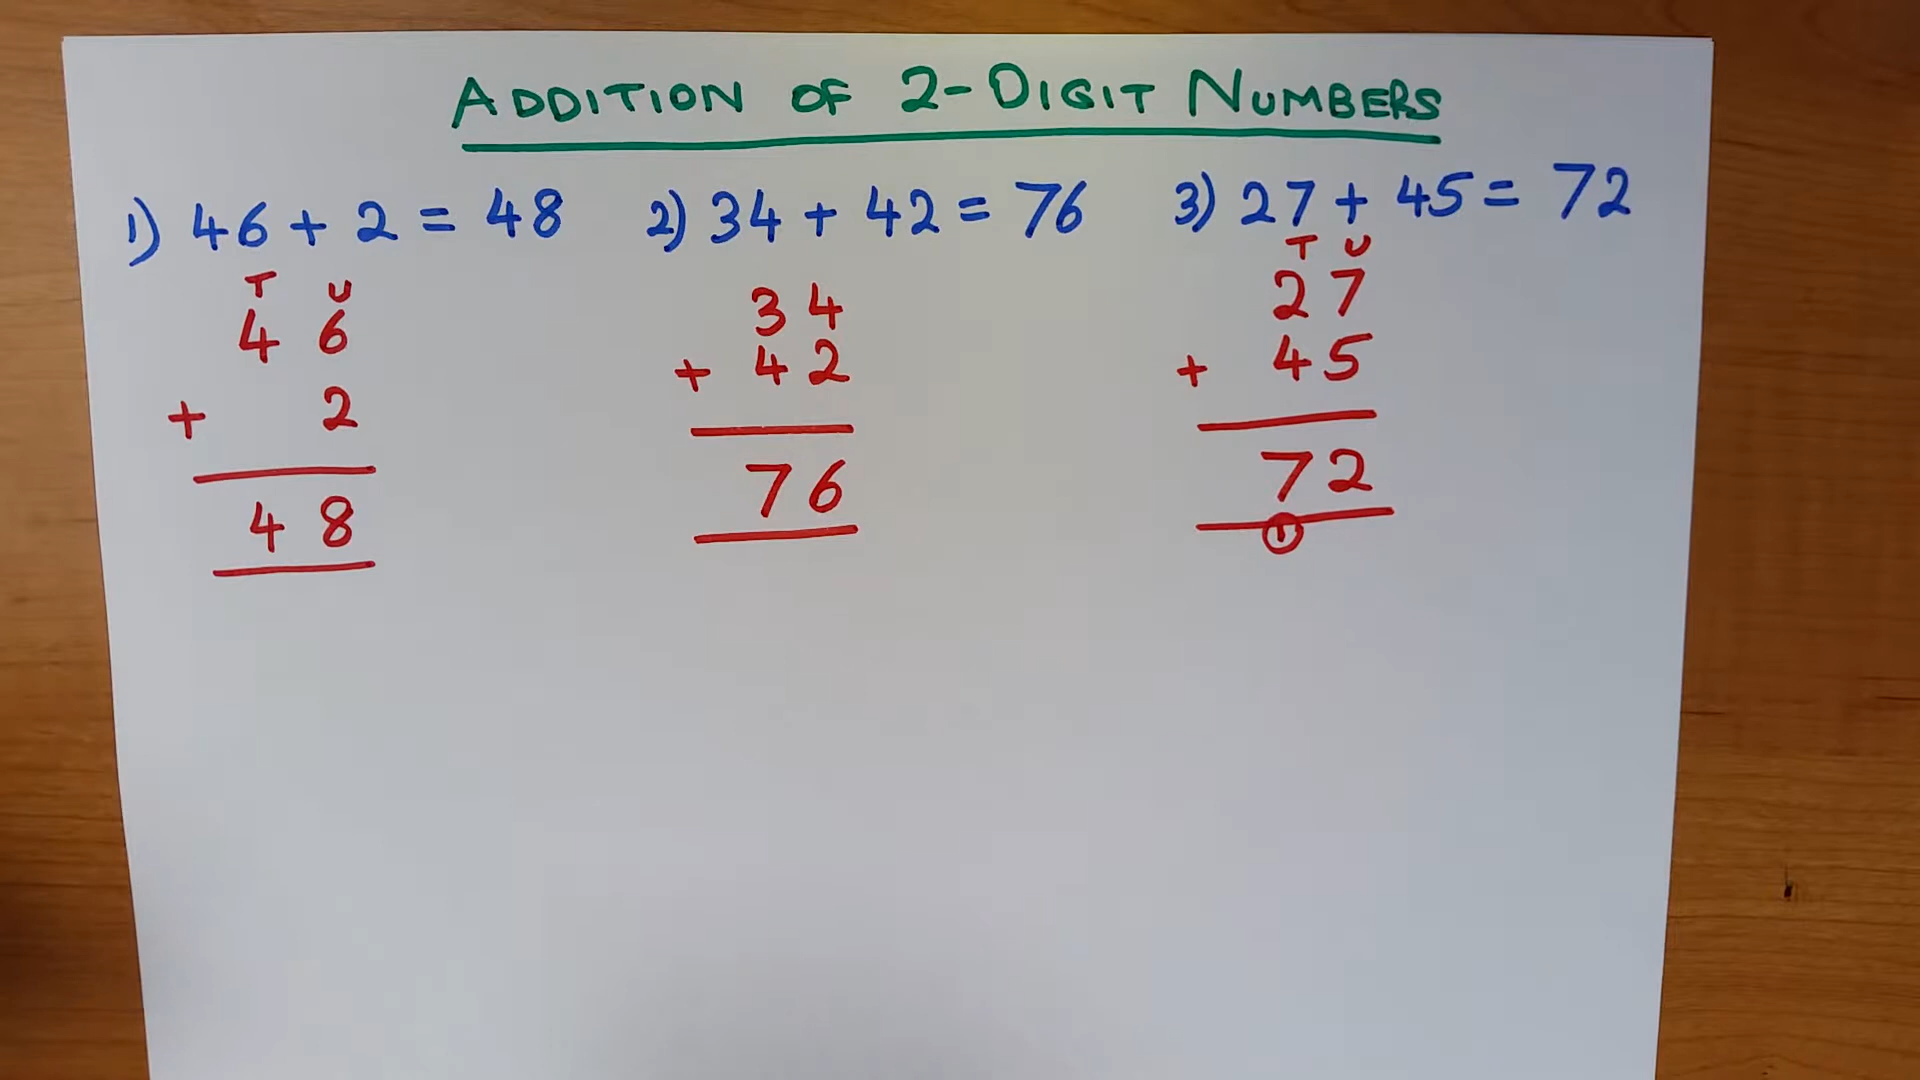 ADDITION OF 2-DIGIT NUMBERS
1) 46 + 2 = 48
T U
4 6
+ 2
4 8
2) 34 + 42 = 76
3 4
+ 4 2
7 6
3) 27 + 45 = 72
T U
2 7
+ 4 5
7 2
1